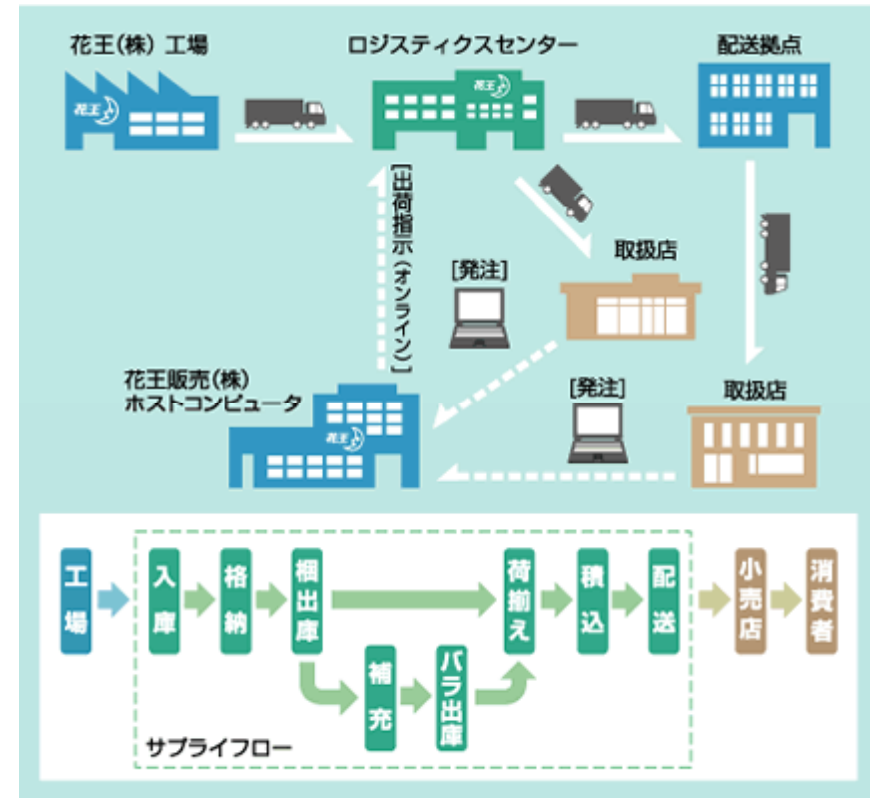 花王(株) 工場
ロジスティクスセンター
配送拠点
花王
花王
[出荷指示(オンライン)]
取扱店
[発注]
花王販売(株)
ホストコンピュータ
花王
[発注]
取扱店
工場
入庫
格納
梱出庫
荷揃え
積込
配送
小売店
消費者
補充
バラ出庫
サプライフロー